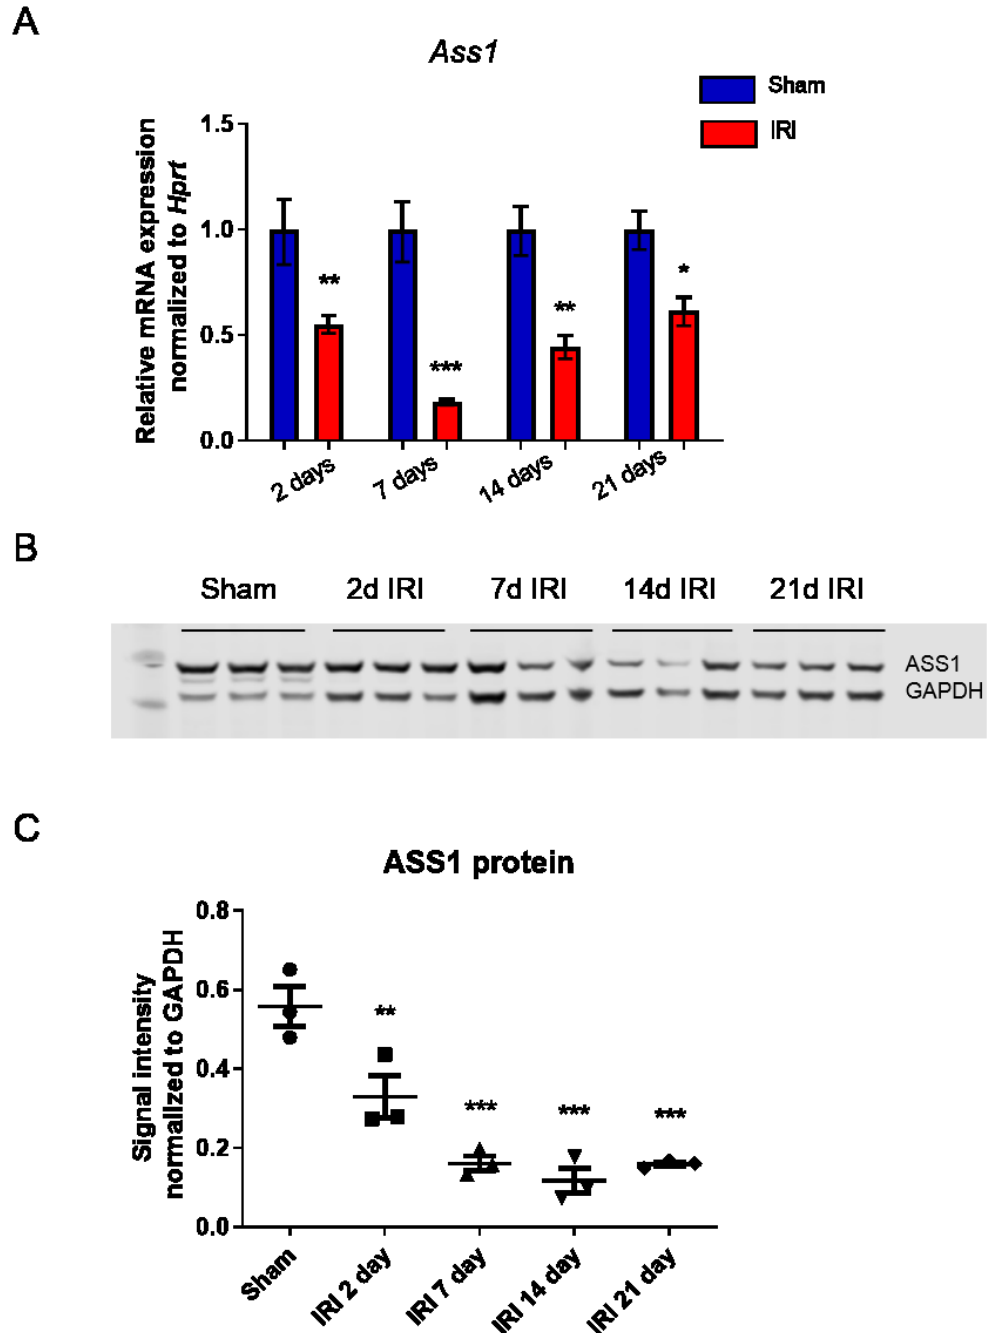 A
Ass1
Sham
IRI
Relative mRNA expression
normalized to Hprt
1.5
1.0
0.5
0.0
**
***
**
*
2 days
7 days
14 days
21 days
B
Sham 2d IRI 7d IRI 14d IRI 21d IRI
ASS1
GAPDH
C
ASS1 protein
Signal intensity
normalized to GAPDH
0.8
0.6
0.4
0.2
0.0
**
***
***
***
Sham
IRI 2 day
IRI 7 day
IRI 14 day
IRI 21 day